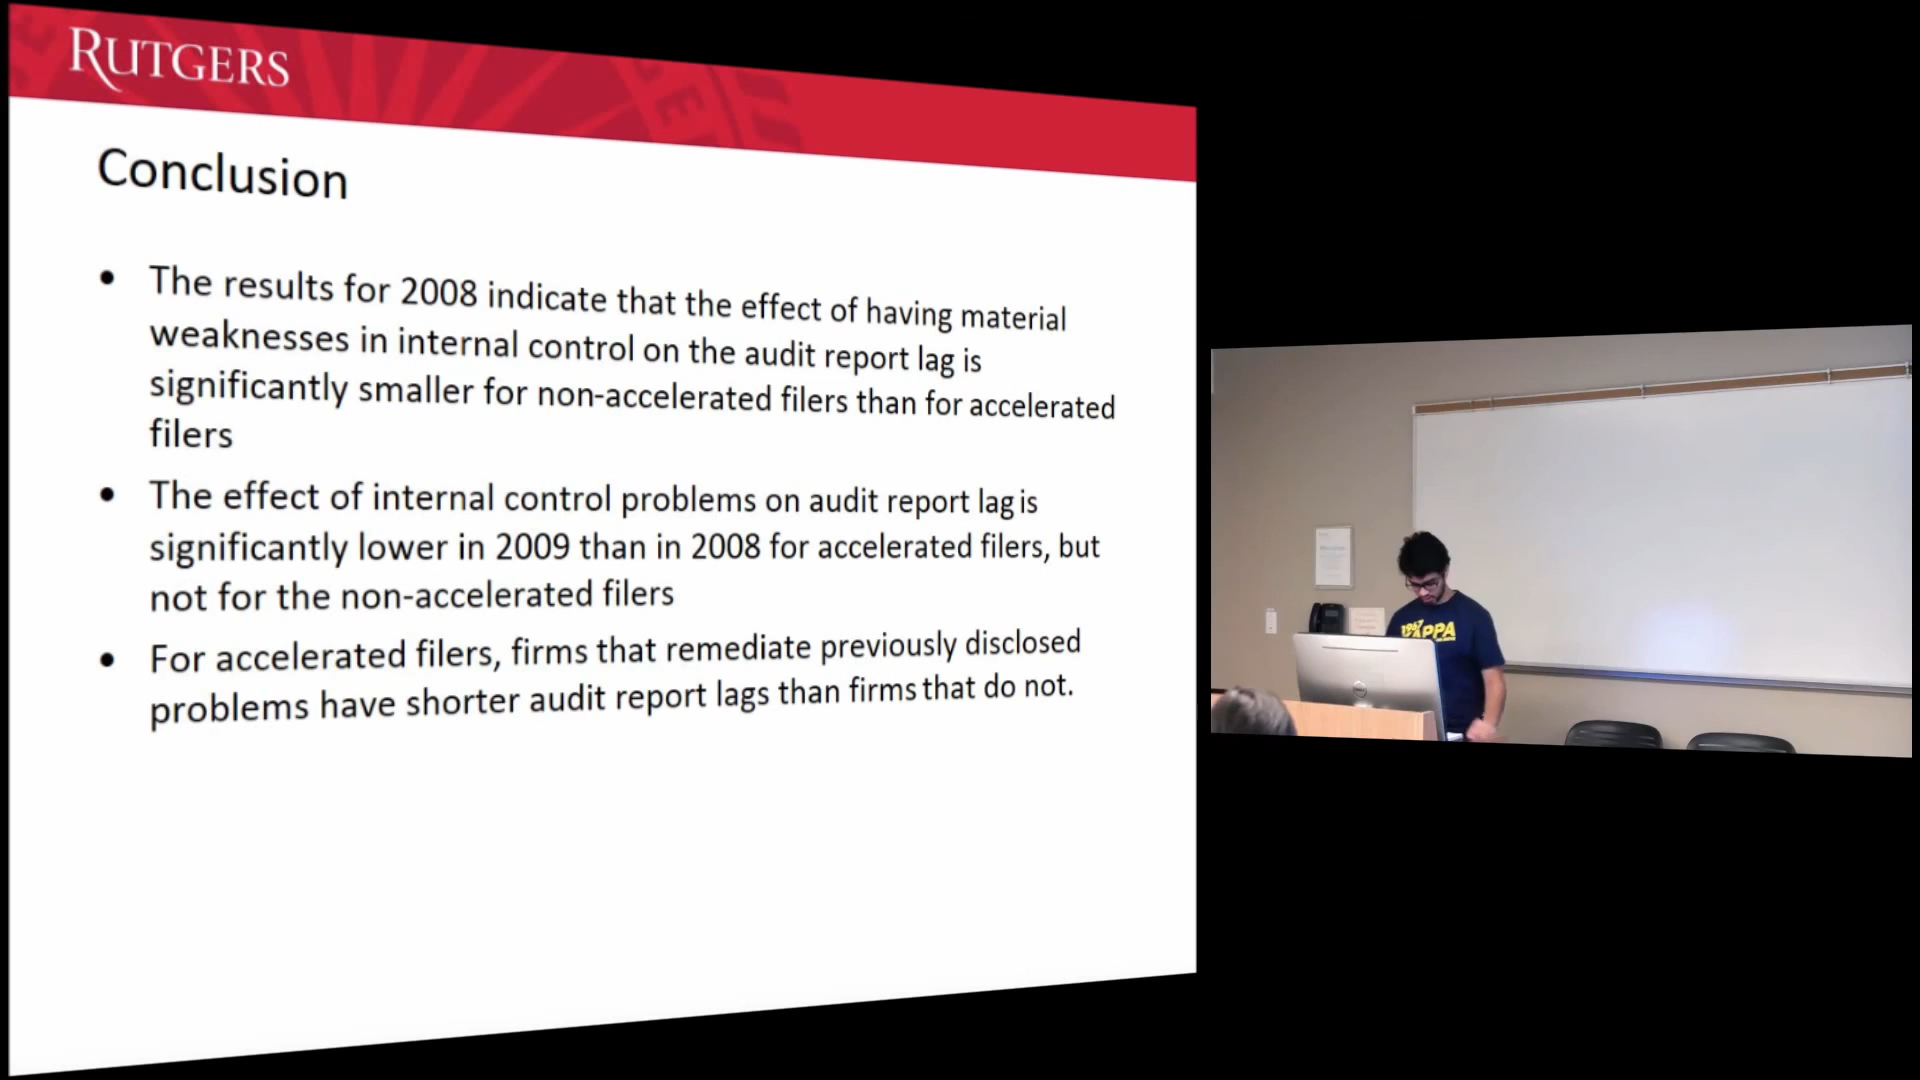 RUTGERS
Conclusion
• The results for 2008 indicate that the effect of having material
weaknesses in internal control on the audit report lag is
significantly smaller for non-accelerated filers than for accelerated
filers
• The effect of internal control problems on audit report lag is
significantly lower in 2009 than in 2008 for accelerated filers, but
not for the non-accelerated filers
• For accelerated filers, firms that remediate previously disclosed
problems have shorter audit report lags than firms that do not.
1967
KAPPA
DELL